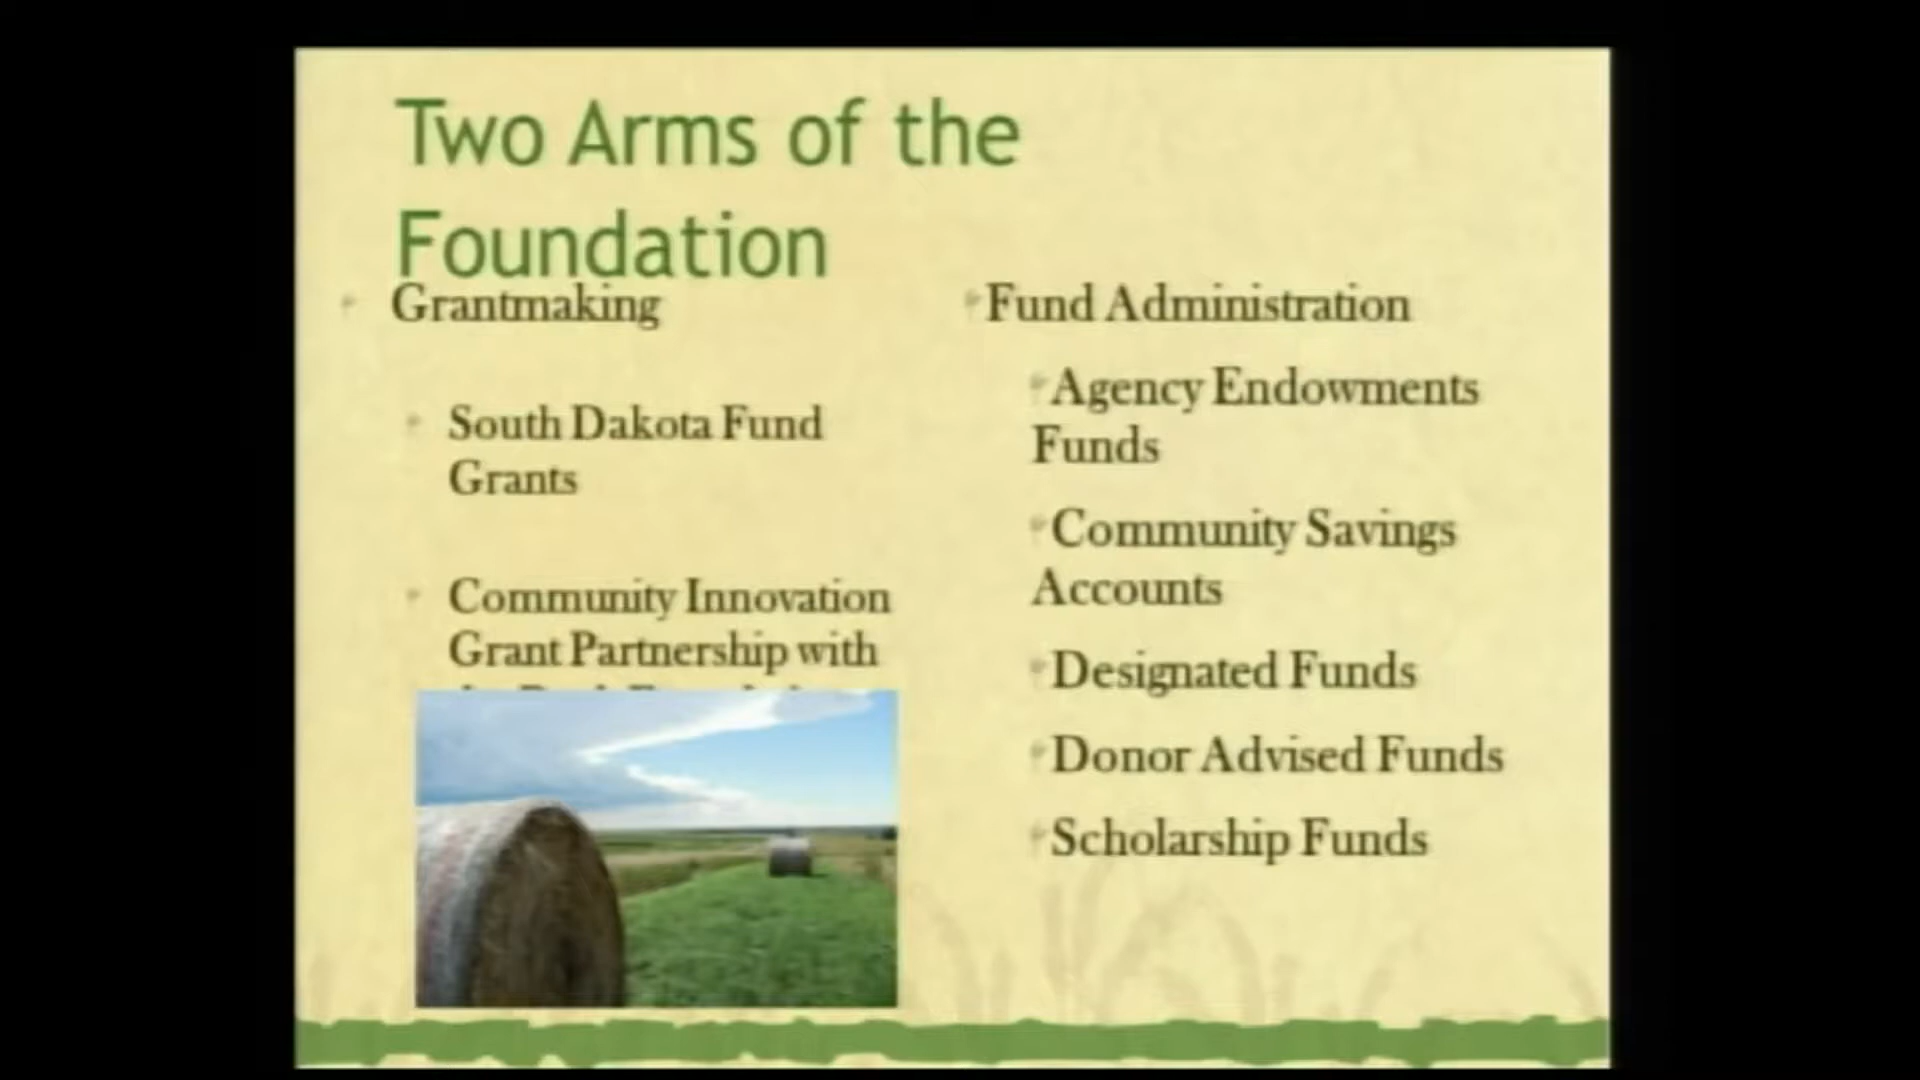 Two Arms of the
Foundation
Grantmaking
South Dakota Fund
Grants
Community Innovation
Grant Partnership with
Fund Administration
Agency Endowments
Funds
Community Savings
Accounts
Designated Funds
Donor Advised Funds
Scholarship Funds